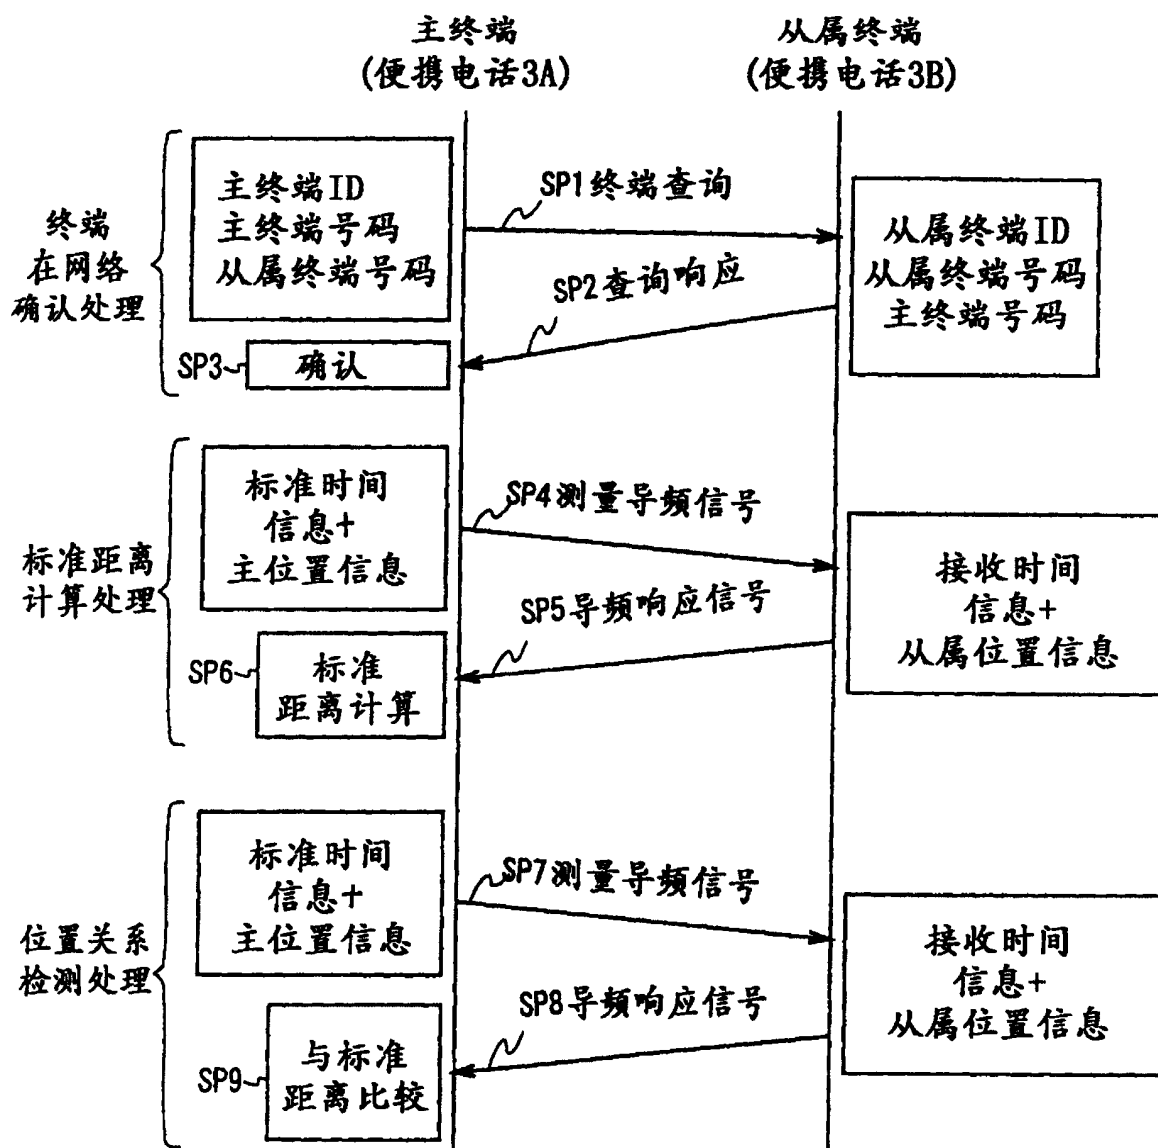 主终端
(便携电话3A)
从属终端
(便携电话3B)
终端
在网络
确认处理
主终端ID
主终端号码
从属终端号码
SP1终端查询
从属终端ID
从属终端号码
主终端号码
SP2查询响应
SP3
确认
标准距离
计算处理
标准时间
信息+
主位置信息
SP4测量导频信号
接收时间
信息+
从属位置信息
SP5导频响应信号
SP6
标准
距离计算
位置关系
检测处理
标准时间
信息+
主位置信息
SP7测量导频信号
接收时间
信息+
从属位置信息
SP8导频响应信号
SP9
与标准
距离比较